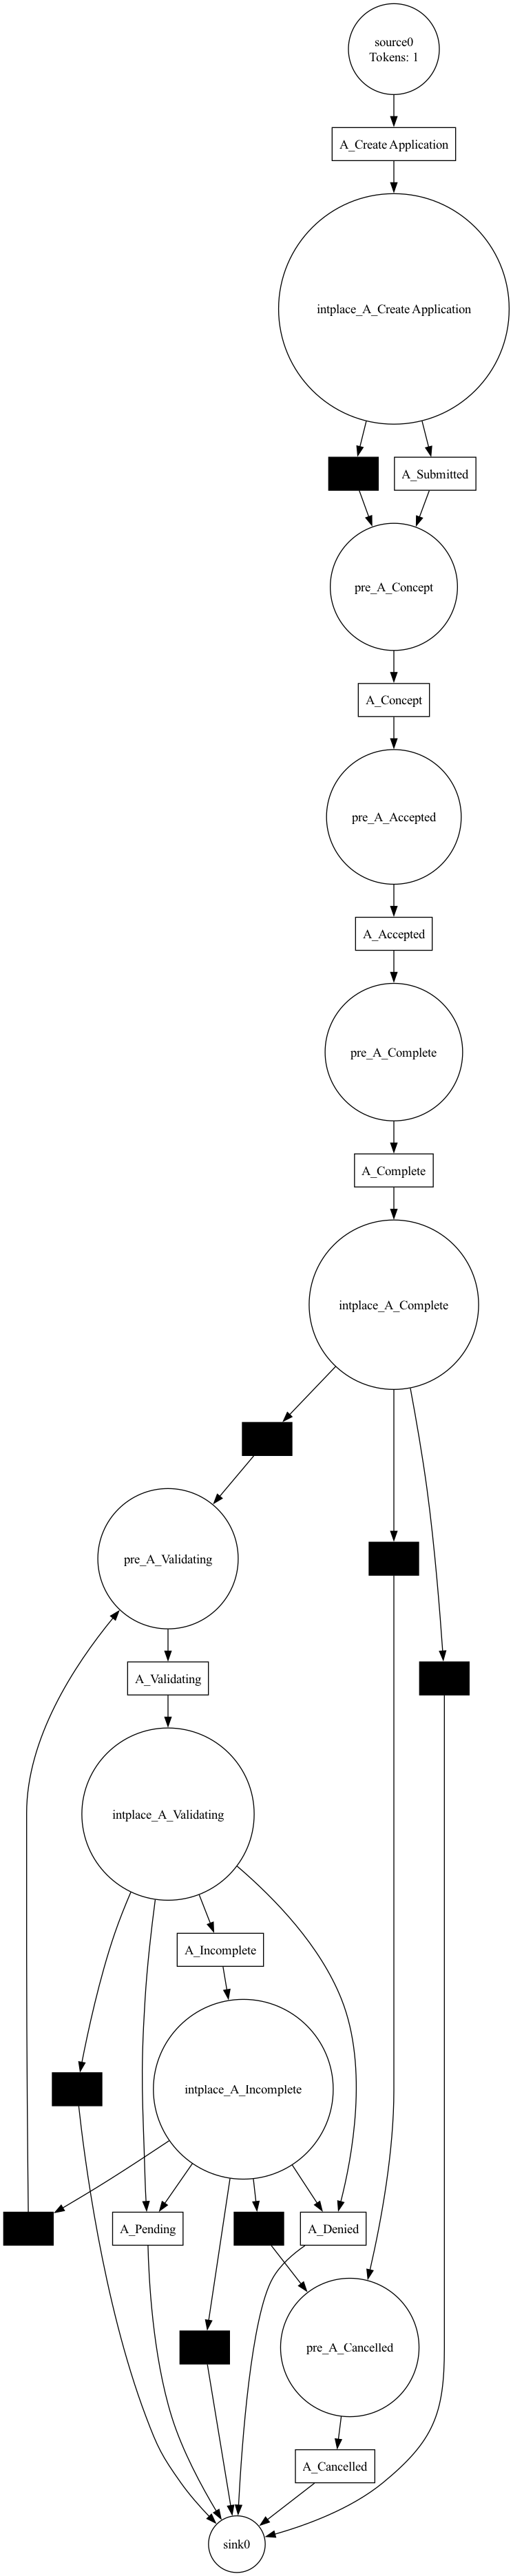 source0
Tokens: 1
A_Create Application
intplace_A_Create Application
A_Submitted
pre_A_Concept
A_Concept
pre_A_Accepted
A_Accepted
pre_A_Complete
A_Complete
intplace_A_Complete
pre_A_Validating
A_Validating
intplace_A_Validating
A_Incomplete
intplace_A_Incomplete
A_Pending
A_Denied
pre_A_Cancelled
A_Cancelled
sink0